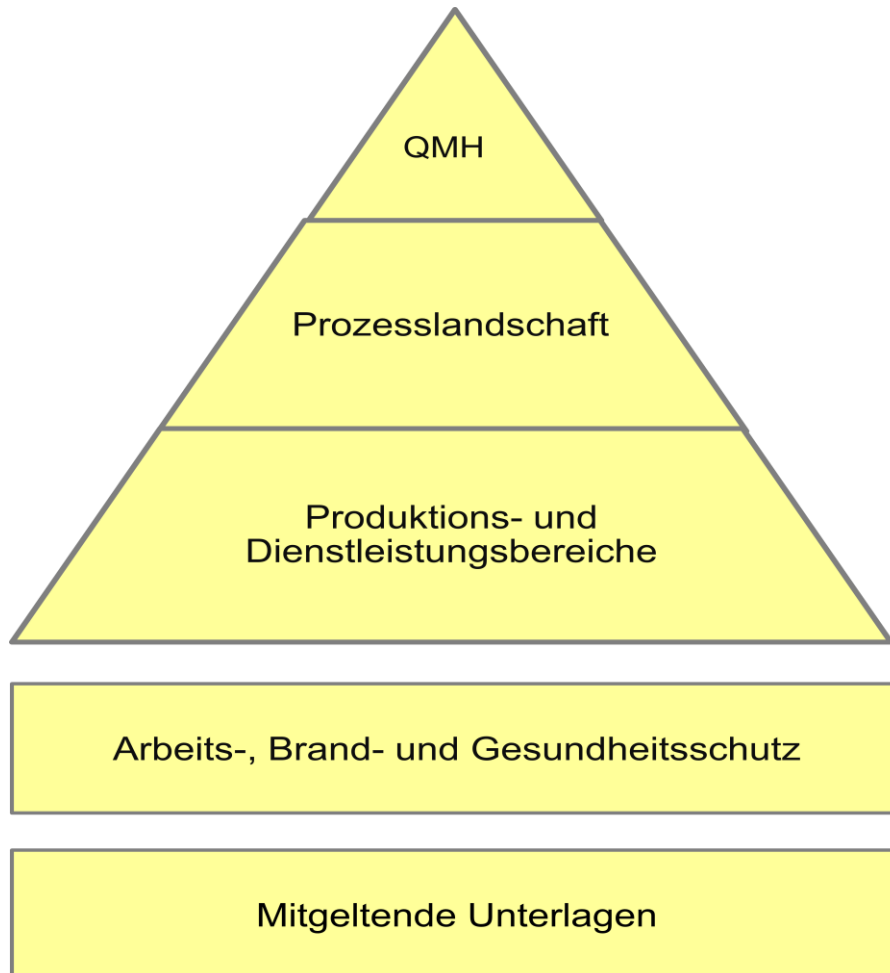 QMH
Prozesslandschaft
Produktions- und
Dienstleistungsbereiche
Arbeits-, Brand- und Gesundheitsschutz
Mitgeltende Unterlagen